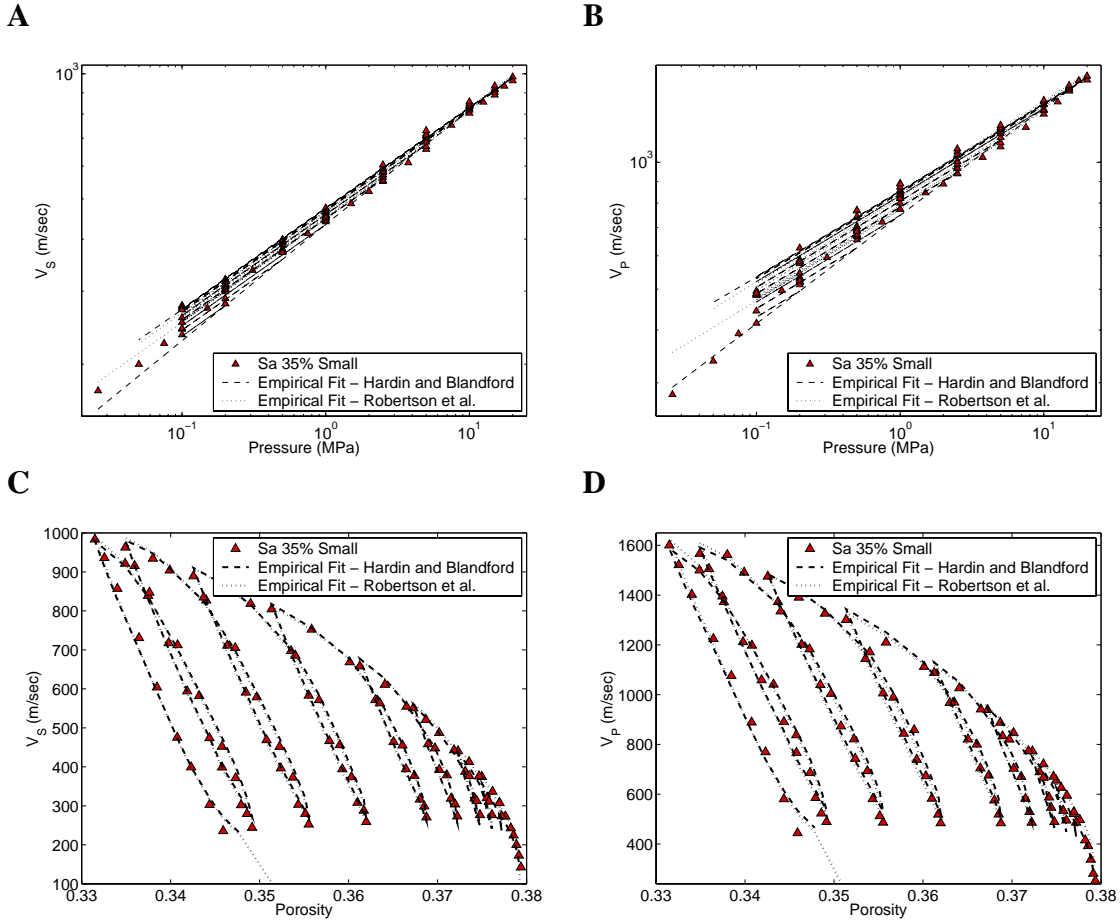 A
B
10^3
V_S (m/sec)
Sa 35% Small
Empirical Fit – Hardin and Blandford
Empirical Fit – Robertson et al.
10^-1
10^0
10^1
Pressure (MPa)
10^3
V_P (m/sec)
Sa 35% Small
Empirical Fit – Hardin and Blandford
Empirical Fit – Robertson et al.
10^-1
10^0
10^1
Pressure (MPa)
C
D
1000
900
800
700
600
500
400
300
200
100
V_S (m/sec)
Sa 35% Small
Empirical Fit – Hardin and Blandford
Empirical Fit – Robertson et al.
0.33
0.34
0.35
0.36
0.37
0.38
Porosity
1600
1400
1200
1000
800
600
400
V_P (m/sec)
Sa 35% Small
Empirical Fit – Hardin and Blandford
Empirical Fit – Robertson et al.
0.33
0.34
0.35
0.36
0.37
0.38
Porosity